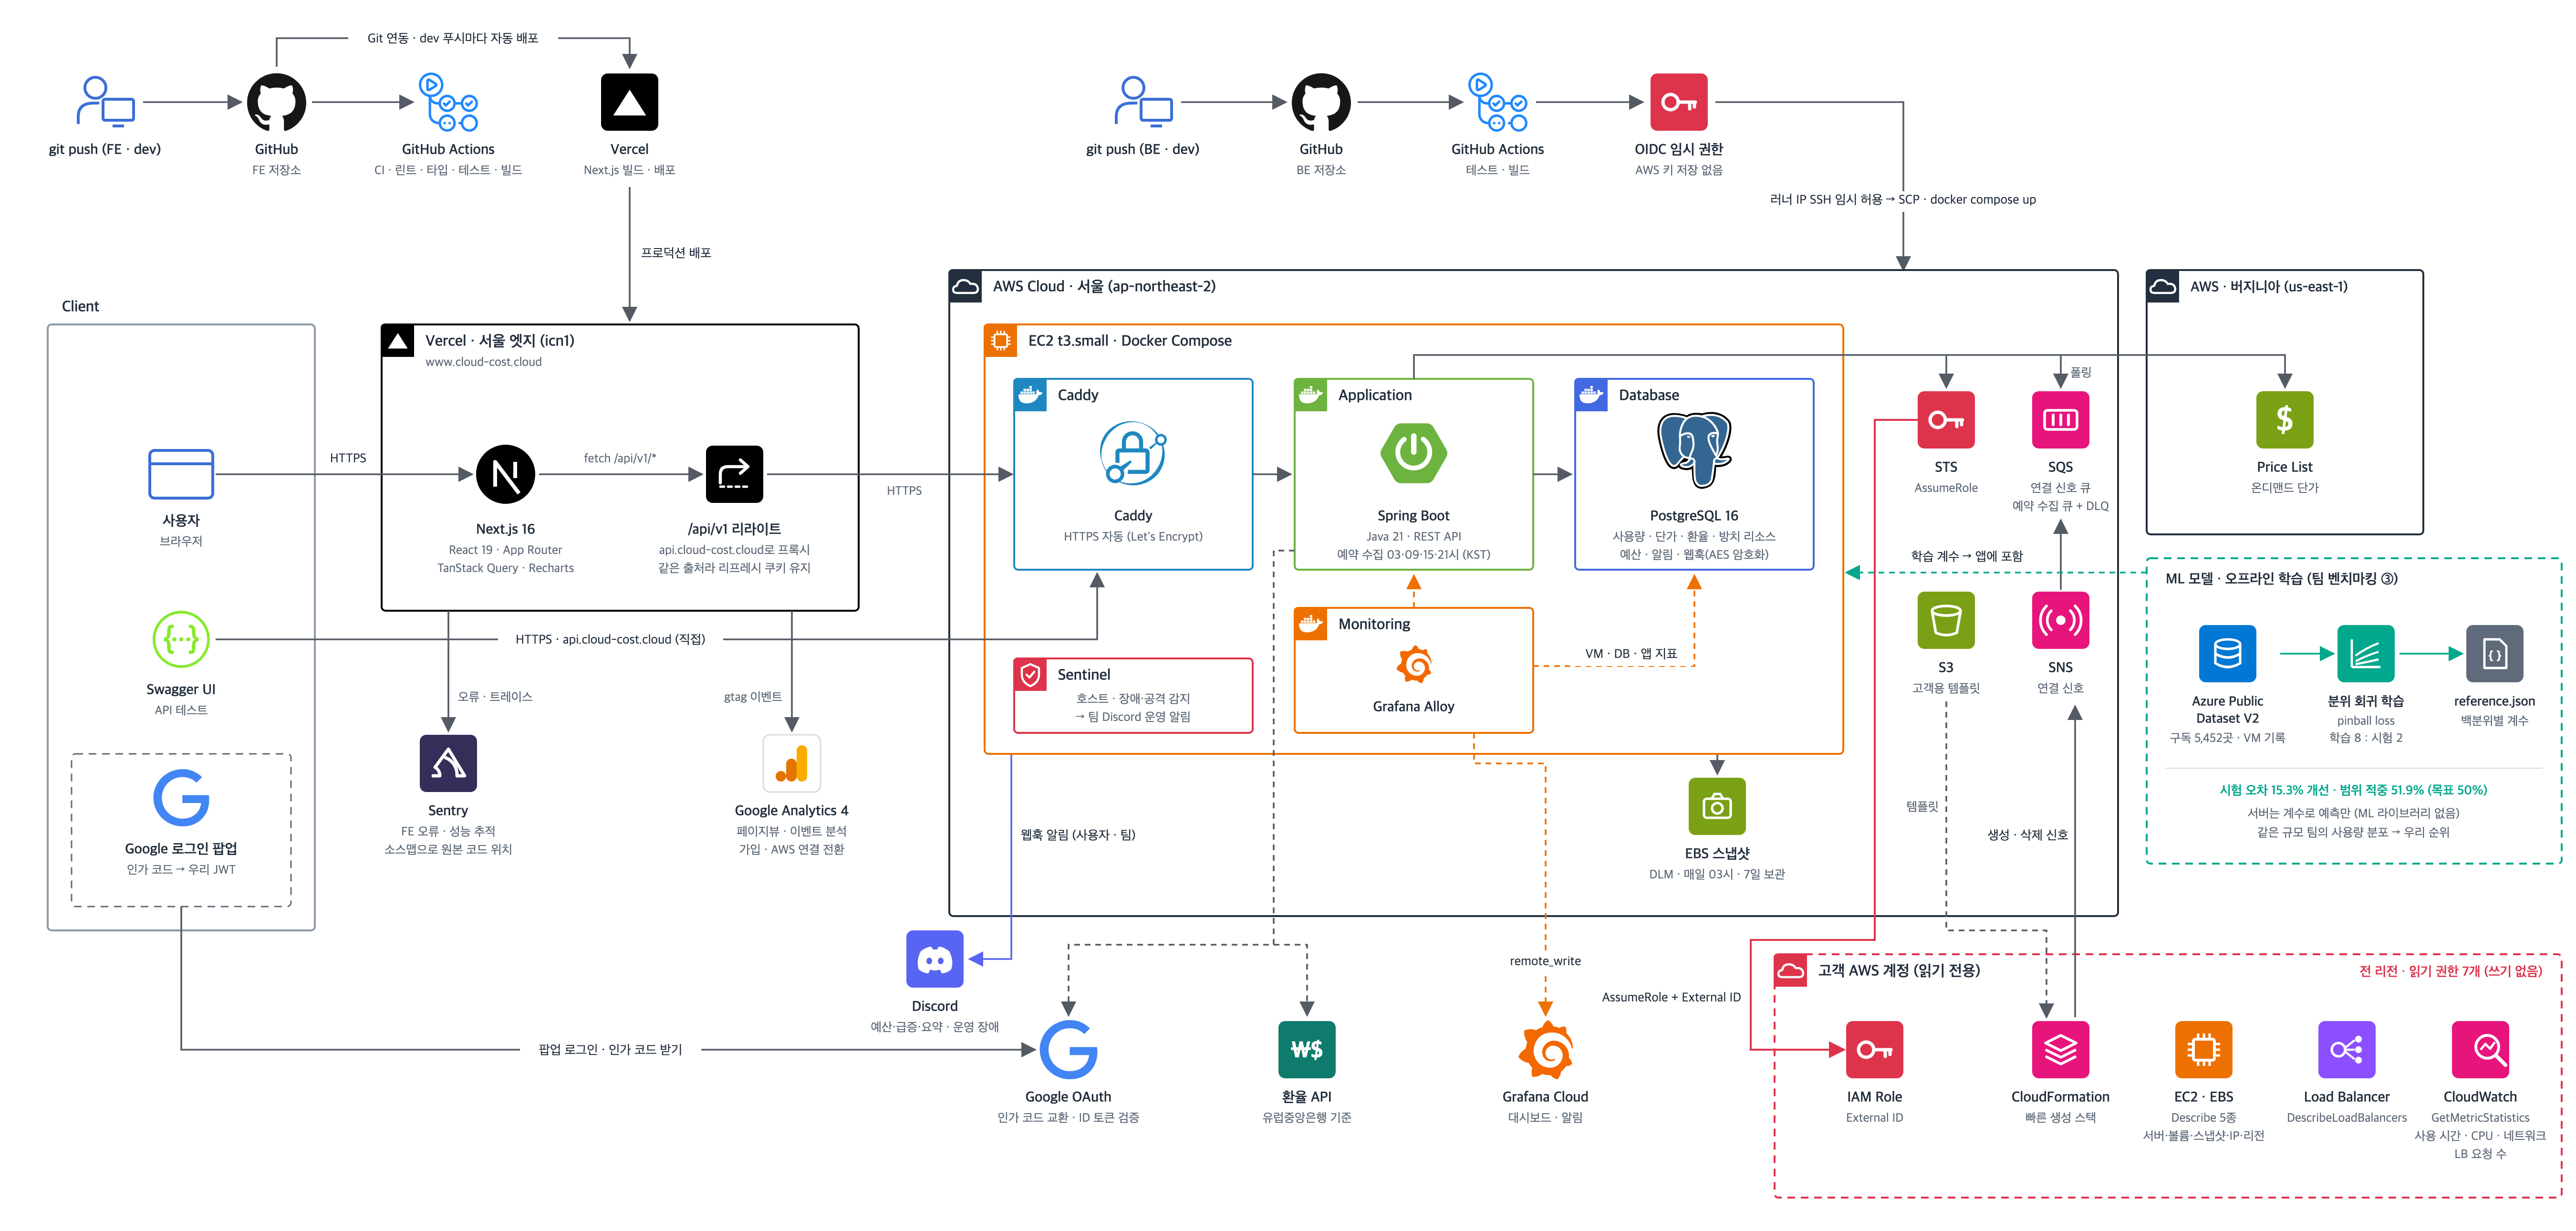 Git 연동 · dev 푸시마다 자동 배포
git push (FE · dev)
GitHub
FE 저장소
GitHub Actions
CI · 린트 · 타입 · 테스트 · 빌드
Vercel
Next.js 빌드 · 배포
git push (BE · dev)
GitHub
BE 저장소
GitHub Actions
테스트 · 빌드
OIDC 임시 권한
AWS 키 저장 없음
러너 IP SSH 임시 허용 → SCP · docker compose up
프로덕션 배포
Client
사용자
브라우저
HTTPS
Swagger UI
API 테스트
Google 로그인 팝업
인가 코드 → 우리 JWT
Vercel · 서울 엣지 (icn1)
www.cloud-cost.cloud
Next.js 16
React 19 · App Router
TanStack Query · Recharts
fetch /api/v1/*
/api/v1 리라이트
api.cloud-cost.cloud로 프록시
같은 출처라 리프레시 쿠키 유지
HTTPS
HTTPS · api.cloud-cost.cloud (직접)
오류 · 트레이스
gtag 이벤트
Sentry
FE 오류 · 성능 추적
소스맵으로 원본 코드 위치
Google Analytics 4
페이지뷰 · 이벤트 분석
가입 · AWS 연결 전환
AWS Cloud · 서울 (ap-northeast-2)
EC2 t3.small · Docker Compose
Caddy
Caddy
HTTPS 자동 (Let's Encrypt)
Application
Spring Boot
Java 21 · REST API
예약 수집 03·09·15·21시 (KST)
Database
PostgreSQL 16
사용량 · 단가 · 환율 · 방치 리소스
예산 · 알림 · 웹훅(AES 암호화)
Sentinel
호스트 · 장애·공격 감지
→ 팀 Discord 운영 알림
Monitoring
Grafana Alloy
VM · DB · 앱 지표
STS
AssumeRole
폴링
SQS
연결 신호 큐
예약 수집 큐 + DLQ
학습 계수 → 앱에 포함
S3
고객용 템플릿
SNS
연결 신호
EBS 스냅샷
DLM · 매일 03시 · 7일 보관
템플릿
생성 · 삭제 신호
웹훅 알림 (사용자 · 팀)
AWS · 버지니아 (us-east-1)
$
Price List
온디맨드 단가
ML 모델 · 오프라인 학습 (팀 벤치마킹 ③)
Azure Public
Dataset V2
구독 5,452곳 · VM 기록
분위 회귀 학습
pinball loss
학습 8 : 시험 2
reference.json
백분위별 계수
시험 오차 15.3% 개선 · 범위 적중 51.9% (목표 50%)
서버는 계수로 예측만 (ML 라이브러리 없음)
같은 규모 팀의 사용량 분포 → 우리 순위
Discord
예산·급증·요약 · 운영 장애
팝업 로그인 · 인가 코드 받기
Google OAuth
인가 코드 교환 · ID 토큰 검증
₩$
환율 API
유럽중앙은행 기준
remote_write
Grafana Cloud
대시보드 · 알림
AssumeRole + External ID
고객 AWS 계정 (읽기 전용)
전 리전 · 읽기 권한 7개 (쓰기 없음)
IAM Role
External ID
CloudFormation
빠른 생성 스택
EC2 · EBS
Describe 5종
서버·볼륨·스냅샷·IP·리전
Load Balancer
DescribeLoadBalancers
CloudWatch
GetMetricStatistics
사용 시간 · CPU · 네트워크
LB 요청 수